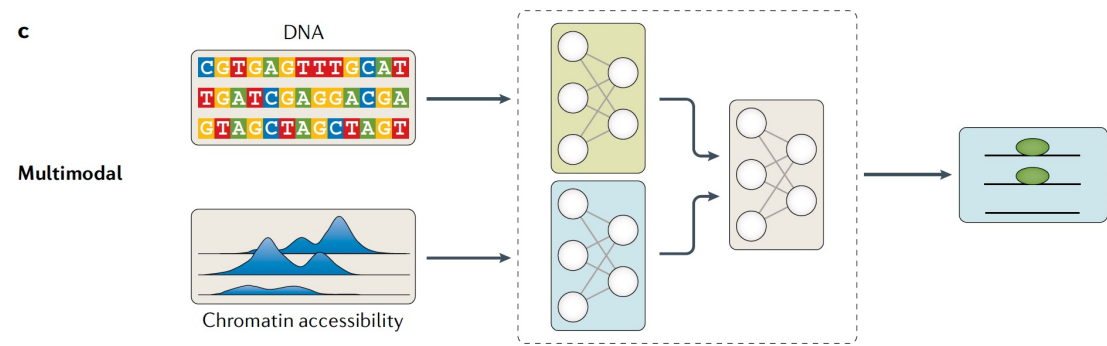 c
DNA
CGTGAGTTTGCAT
TGATCGAGGACGA
GTAGCTAGCTAGT
Multimodal
Chromatin accessibility